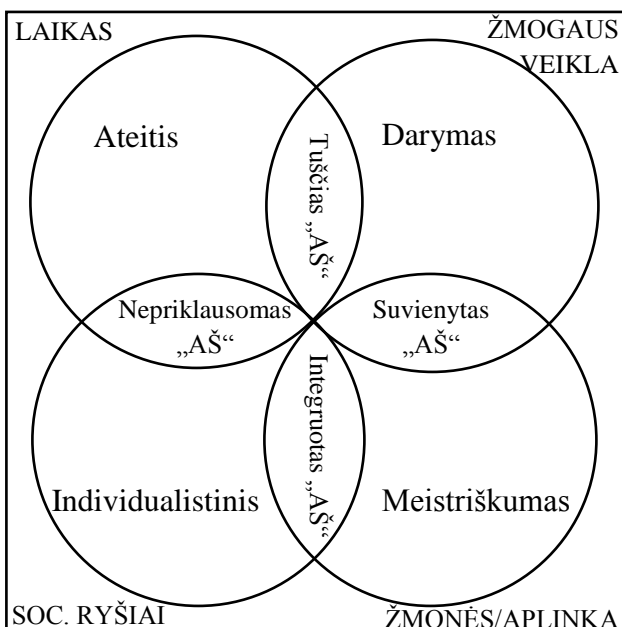 LAIKAS
ŽMOGAUS
VEIKLA
Ateitis
Darymas
Tuščias „AŠ“
Nepriklausomas
„AŠ“
Suvienytas
„AŠ“
Integruotas „AŠ“
Individualistinis
Meistriškumas
SOC. RYŠIAI
ŽMONĖS/APLINKA